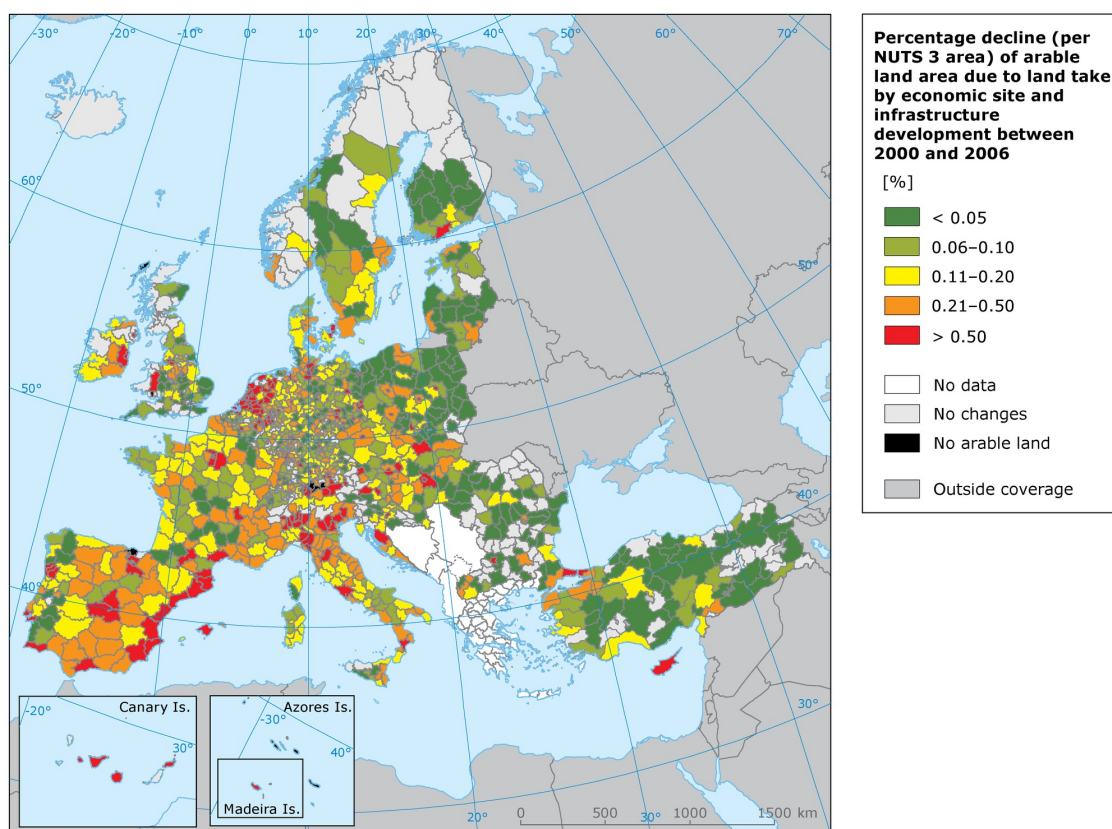 -30°
-20°
-10°
0°
10°
20°
30°
40°
50°
60°
70°
60°
50°
50°
40°
40°
30°
0°
10°
20°
30°
Canary Is.
-20°
30°
Azores Is.
-30°
40°
Madeira Is.
0 500 1000 1500 km
Percentage decline (per
NUTS 3 area) of arable
land area due to land take
by economic site and
infrastructure
development between
2000 and 2006
[%]
< 0.05
0.06–0.10
0.11–0.20
0.21–0.50
> 0.50
No data
No changes
No arable land
Outside coverage